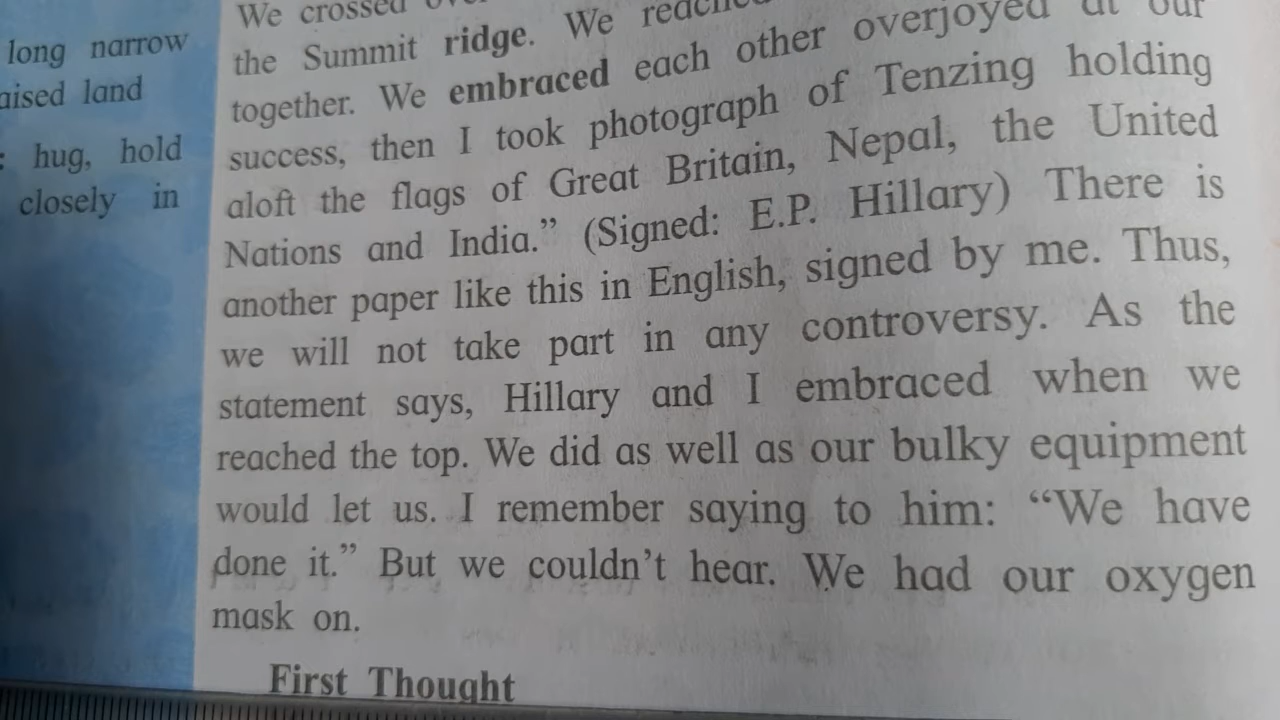 long narrow
aised land
: hug, hold
closely in
We crossed
the Summit ridge. We
together. We embraced each other overjoyed at our
success, then I took photograph of Tenzing holding
aloft the flags of Great Britain, Nepal, the United
Nations and India.” (Signed: E.P. Hillary) There is
another paper like this in English, signed by me. Thus,
we will not take part in any controversy. As the
statement says, Hillary and I embraced when we
reached the top. We did as well as our bulky equipment
would let us. I remember saying to him: “We have
done it.” But we couldn’t hear. We had our oxygen
mask on.
First Thought